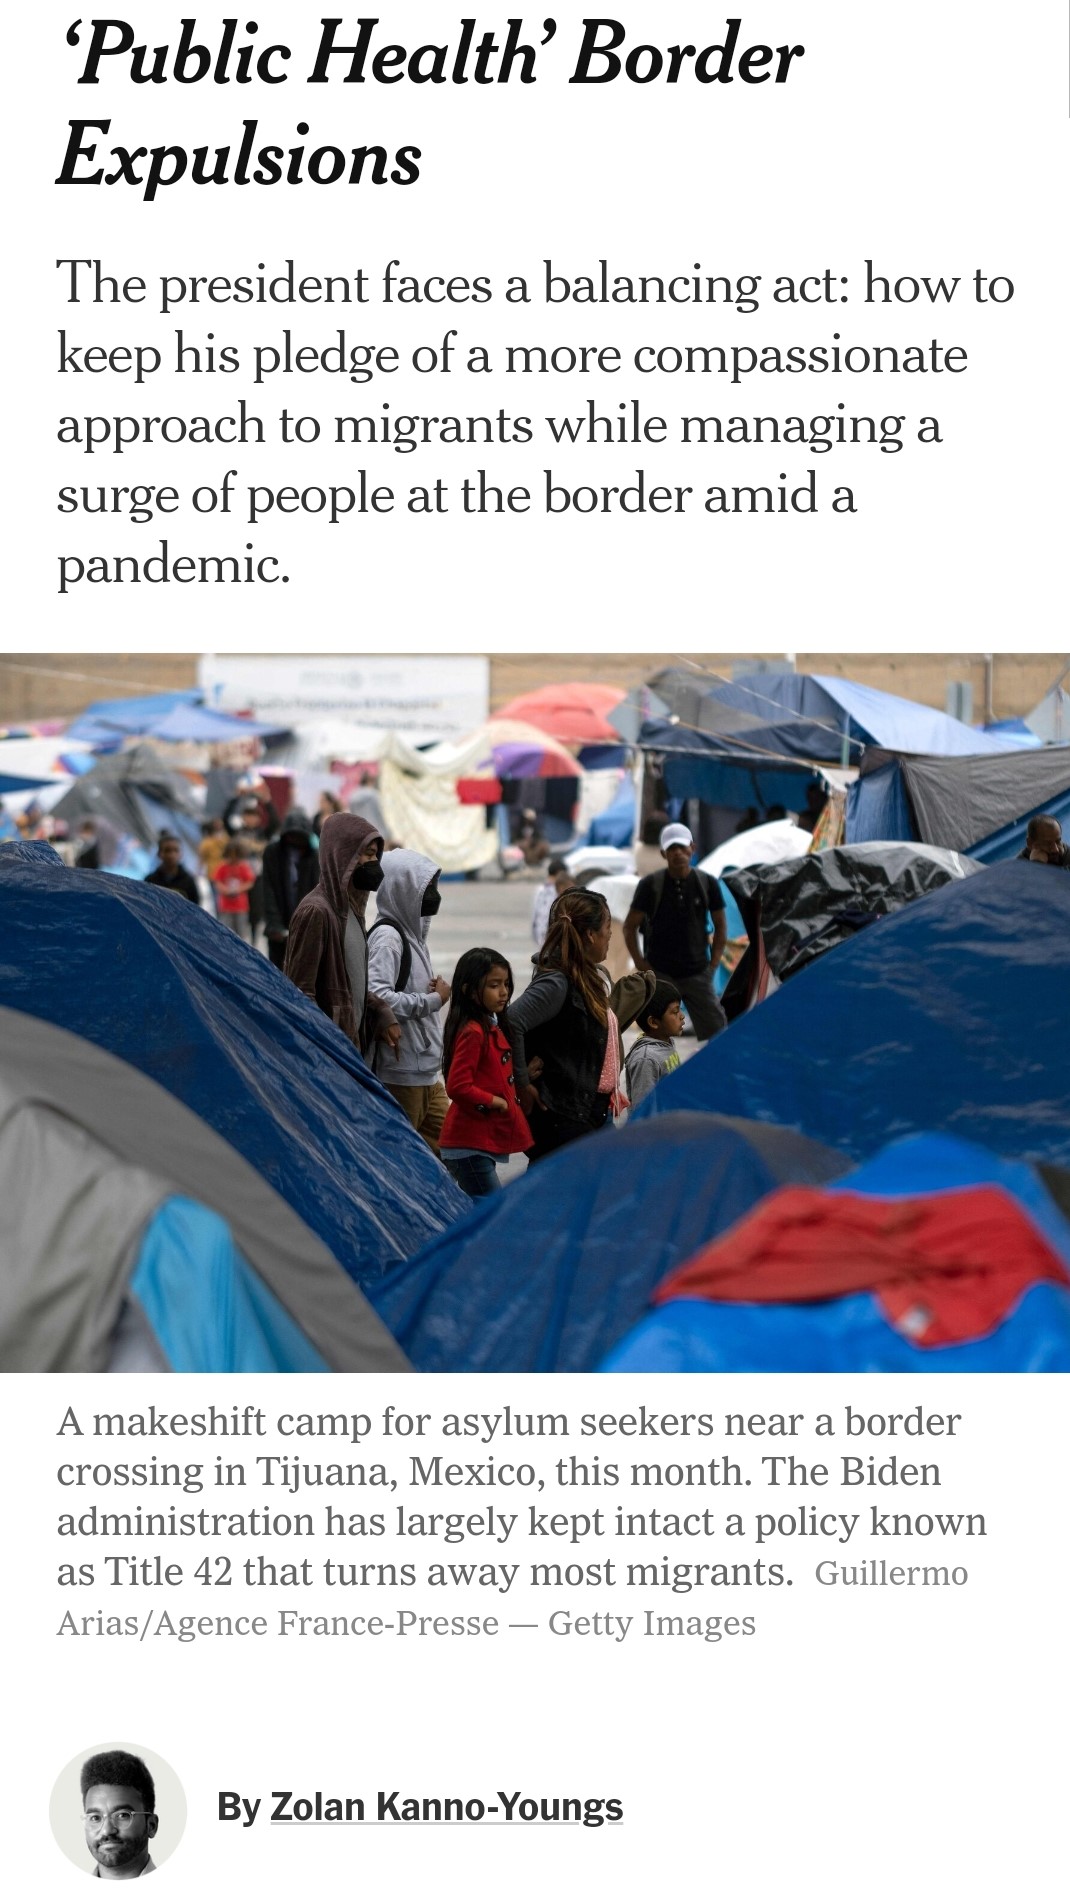 ‘Public Health’ Border
Expulsions
The president faces a balancing act: how to
keep his pledge of a more compassionate
approach to migrants while managing a
surge of people at the border amid a
pandemic.
A makeshift camp for asylum seekers near a border
crossing in Tijuana, Mexico, this month. The Biden
administration has largely kept intact a policy known
as Title 42 that turns away most migrants. Guillermo
Arias/Agence France-Presse — Getty Images
By Zolan Kanno-Youngs